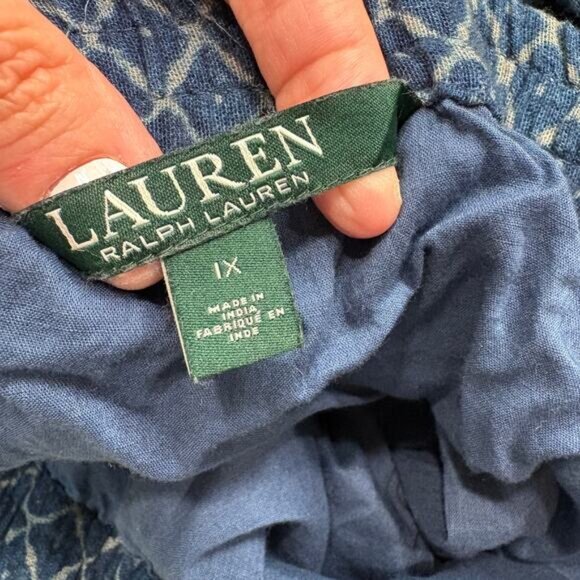 LAUREN
RALPH LAUREN
1X
MADE IN
INDIA
FABRIQUÉ EN
INDE